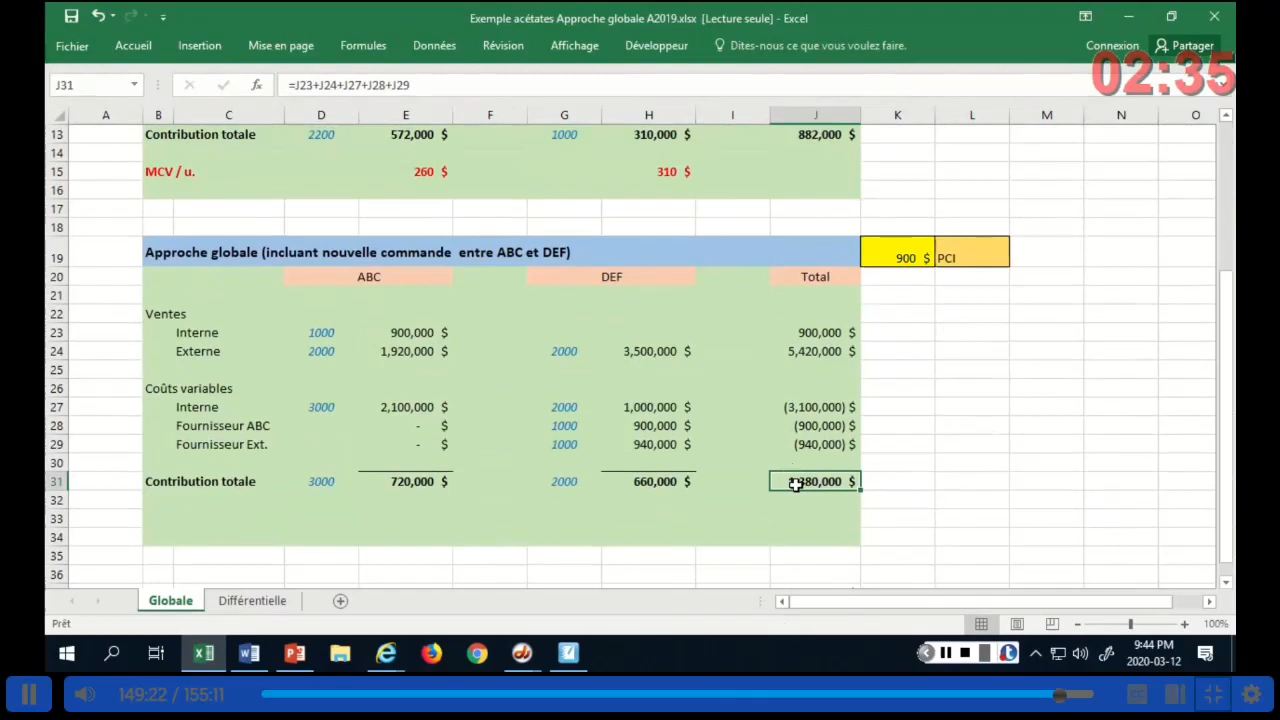 Exemple acétates Approche globale A2019.xlsx [Lecture seule] - Excel
Fichier Accueil Insertion Mise en page Formules Données Révision Affichage Développeur Dites-nous ce que vous voulez faire. Connexion Partager
02:35
J31 fx =J23+J24+J27+J28+J29
A B C D E F G H I J K L M N O
13 Contribution totale 2200 572,000 $ 1000 310,000 $ 882,000 $
14
15 MCV / u. 260 $ 310 $
16
17
18
19 Approche globale (incluant nouvelle commande entre ABC et DEF) 900 $ PCI
20 ABC DEF Total
21
22 Ventes
23 Interne 1000 900,000 $ 900,000 $
24 Externe 2000 1,920,000 $ 2000 3,500,000 $ 5,420,000 $
25
26 Coûts variables
27 Interne 3000 2,100,000 $ 2000 1,000,000 $ (3,100,000) $
28 Fournisseur ABC - $ 1000 900,000 $ (900,000) $
29 Fournisseur Ext. - $ 1000 940,000 $ (940,000) $
30
31 Contribution totale 3000 720,000 $ 2000 660,000 $ 380,000 $
32
33
34
35
36
Globale Différentielle
Prêt 100%
9:44 PM
2020-03-12
149:22 / 155:11